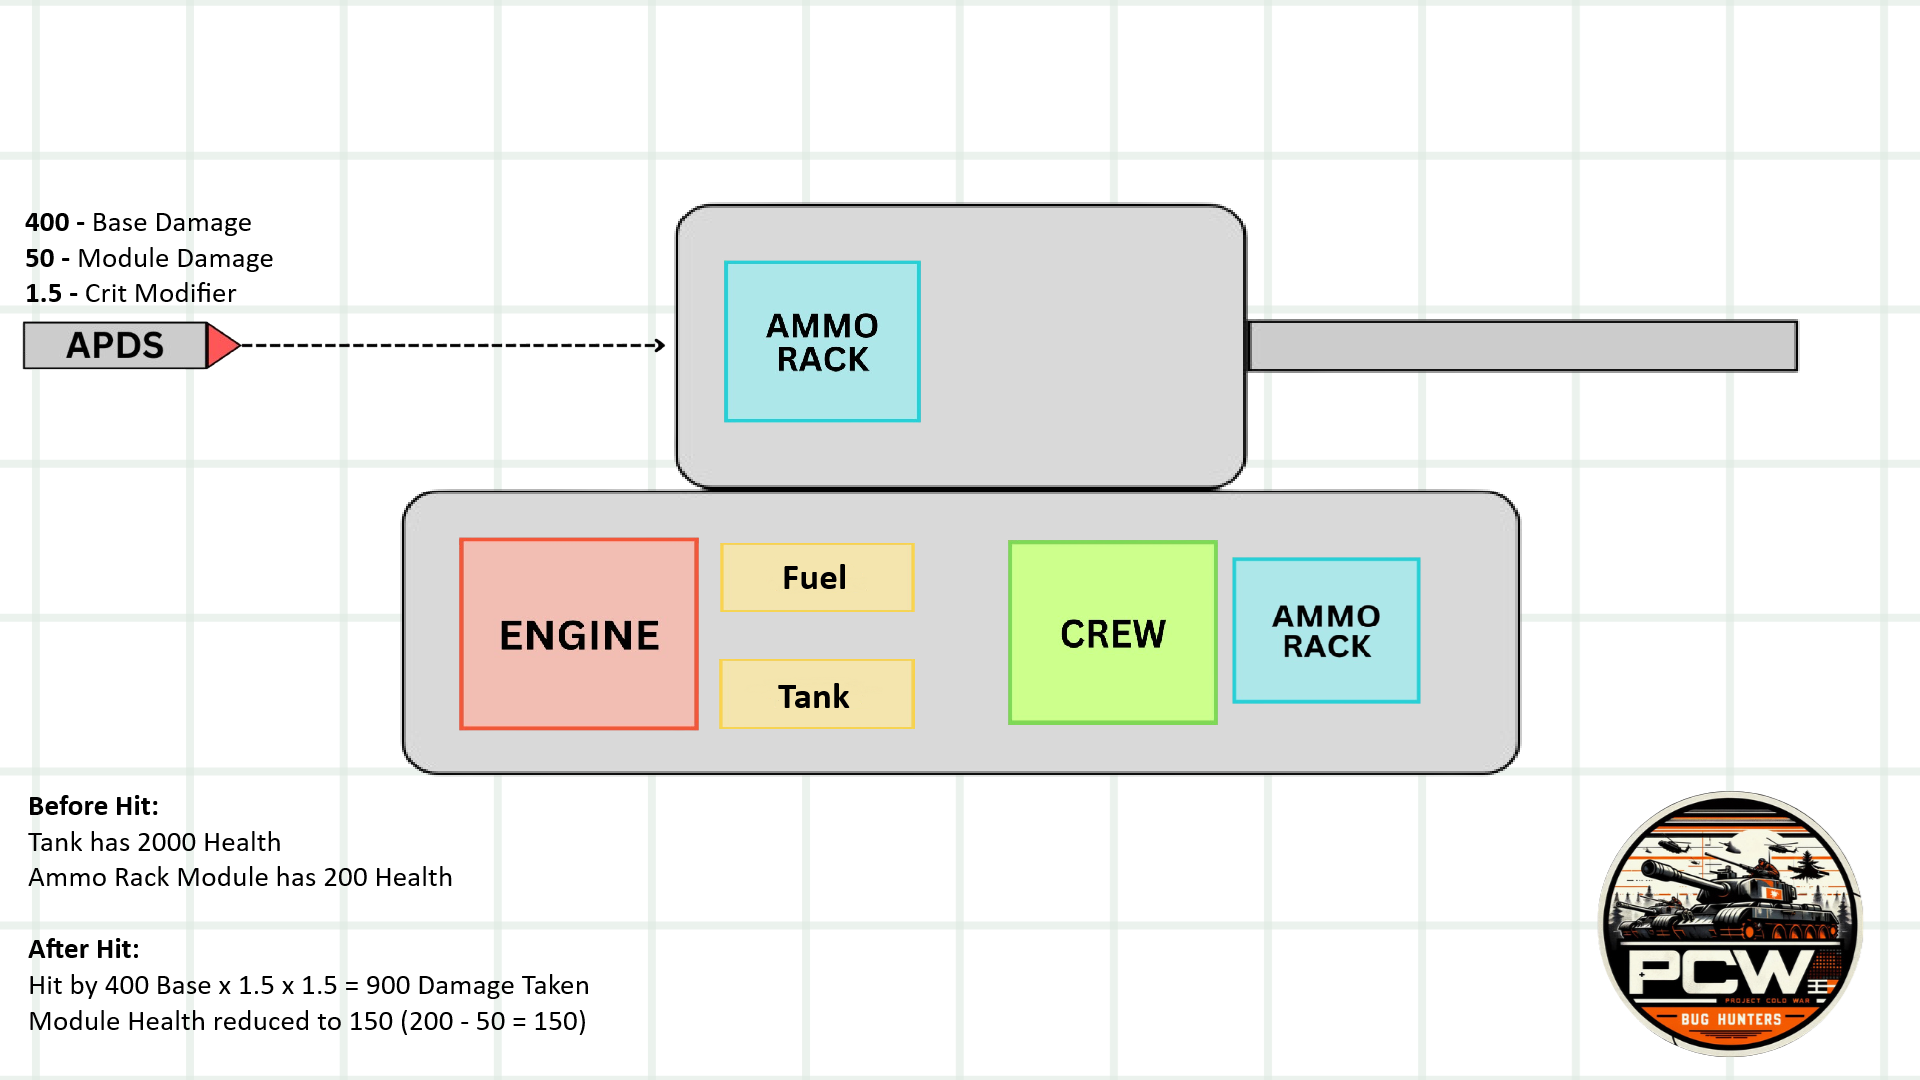 400 - Base Damage
50 - Module Damage
1.5 - Crit Modifier
APDS
AMMO
RACK
ENGINE
Fuel
Tank
CREW
AMMO
RACK
Before Hit:
Tank has 2000 Health
Ammo Rack Module has 200 Health
After Hit:
Hit by 400 Base x 1.5 x 1.5 = 900 Damage Taken
Module Health reduced to 150 (200 - 50 = 150)
PCW
PROJECT COLD WAR
BUG HUNTERS